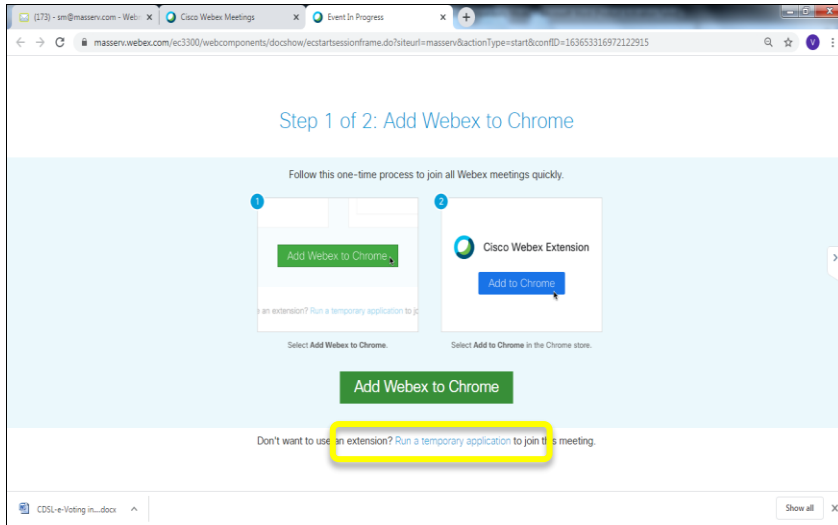 (173) - sm@masserv.com - Web
Cisco Webex Meetings
Event In Progress
masserv.webex.com/ec3300/webcomponents/docshow/ecstartsessionframe.do?siteurl=masserv&actionType=start&confID=163653316972122915
V
Step 1 of 2: Add Webex to Chrome
Follow this one-time process to join all Webex meetings quickly.
1
Add Webex to Chrome
an extension? Run a temporary application to jo
Select Add Webex to Chrome.
2
Cisco Webex Extension
Add to Chrome
Select Add to Chrome in the Chrome store.
Add Webex to Chrome
Don't want to use an extension? Run a temporary application to join this meeting.
CDSL-e-Voting in....docx
Show all